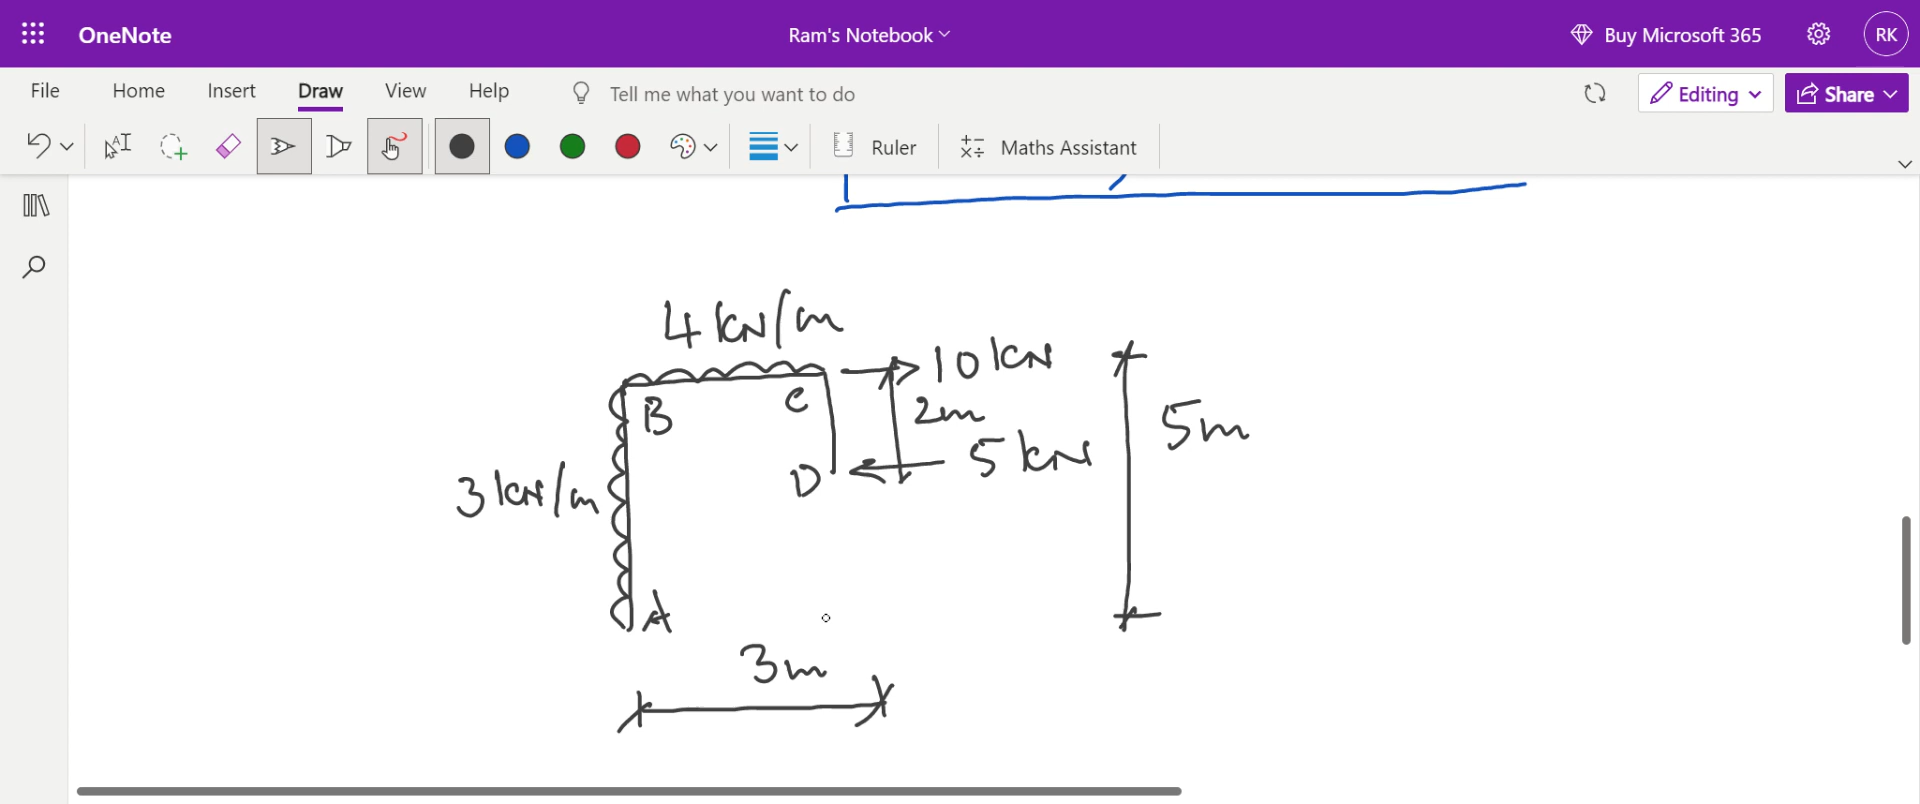 OneNote
Ram's Notebook
Buy Microsoft 365
RK
File Home Insert Draw View Help Tell me what you want to do
Editing Share
Ruler
Maths Assistant
4 kN/m
10 kN
B C
2m
5m
5 kN
D
3 kN/m
A
3m